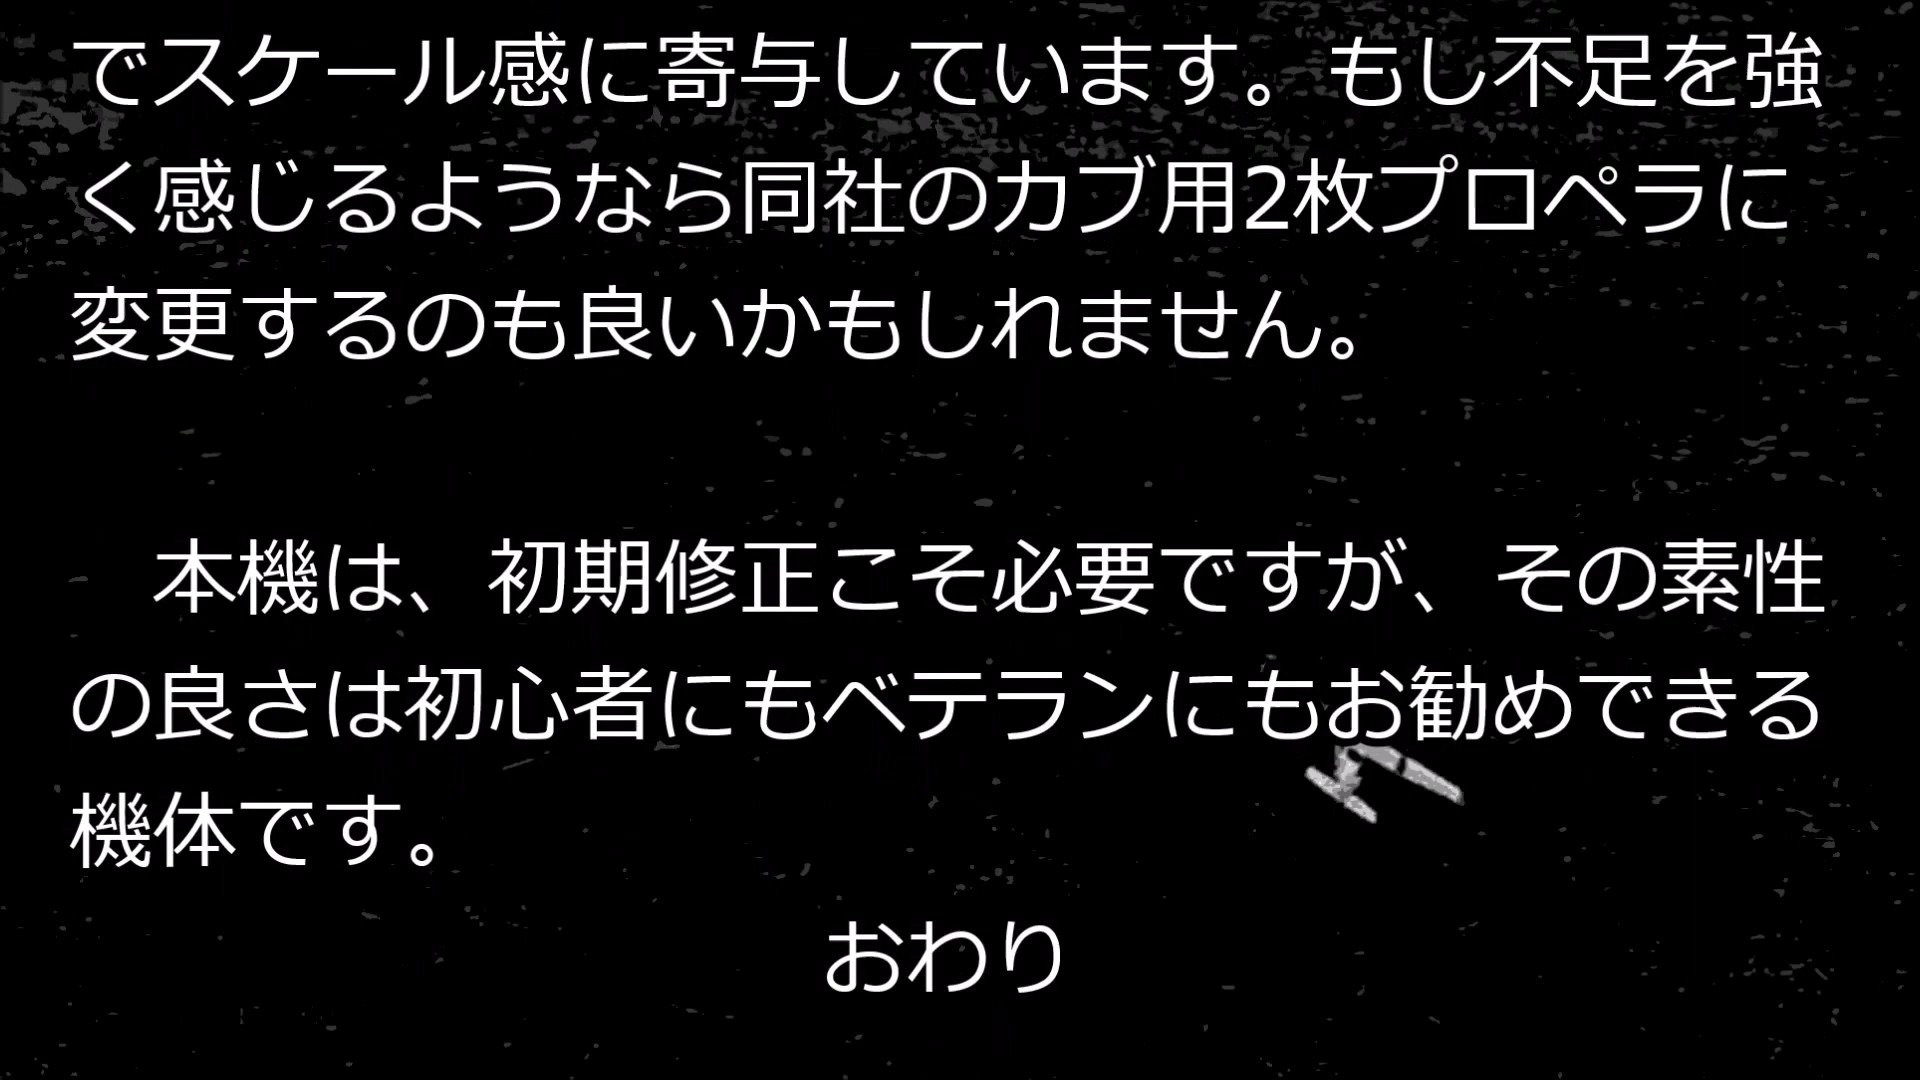 でスケール感に寄与しています。もし不足を強
く感じるようなら同社のカブ用2枚プロペラに
変更するのも良いかもしれません。
本機は、初期修正こそ必要ですが、その素性
の良さは初心者にもベテランにもお勧めできる
機体です。
おわり